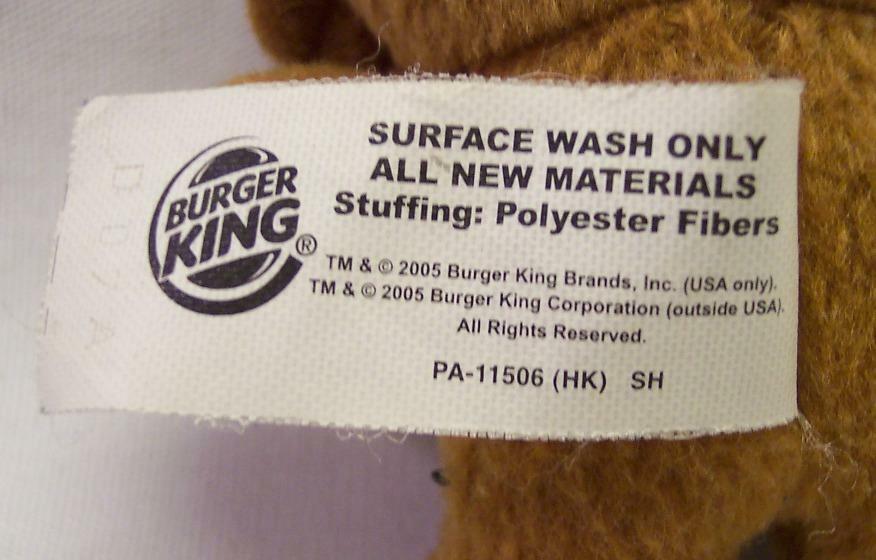 BURGER
KING®
SURFACE WASH ONLY
ALL NEW MATERIALS
Stuffing: Polyester Fibers
TM & © 2005 Burger King Brands, Inc. (USA only).
TM & © 2005 Burger King Corporation (outside USA).
All Rights Reserved.
PA-11506 (HK) SH